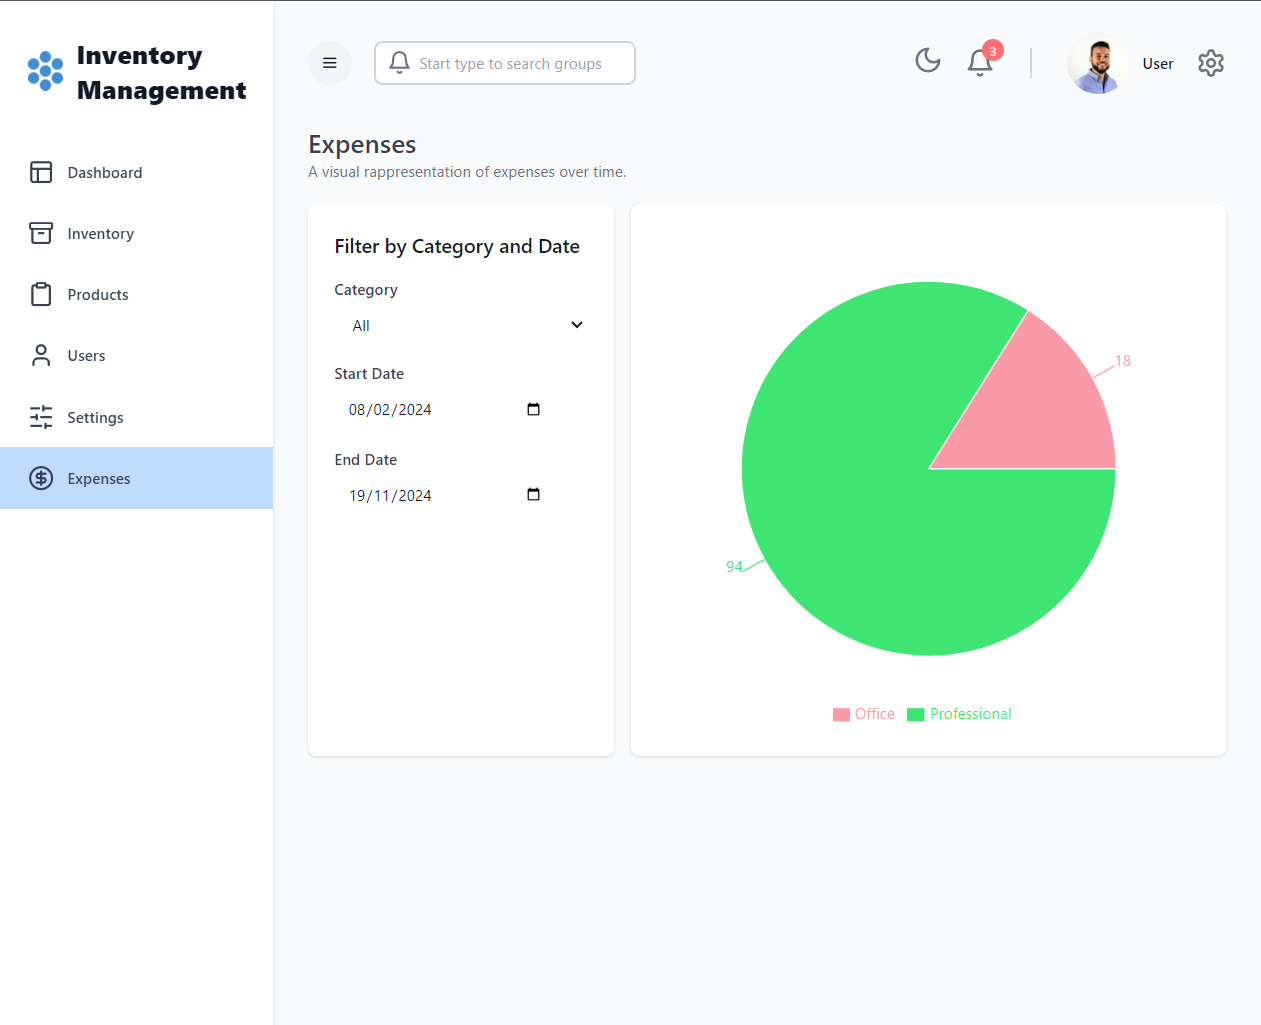 Inventory
Management
Dashboard
Inventory
Products
Users
Settings
Expenses
Start type to search groups
3
User
Expenses
A visual rappresentation of expenses over time.
Filter by Category and Date
Category
All
Start Date
08/02/2024
End Date
19/11/2024
18
94
Office Professional